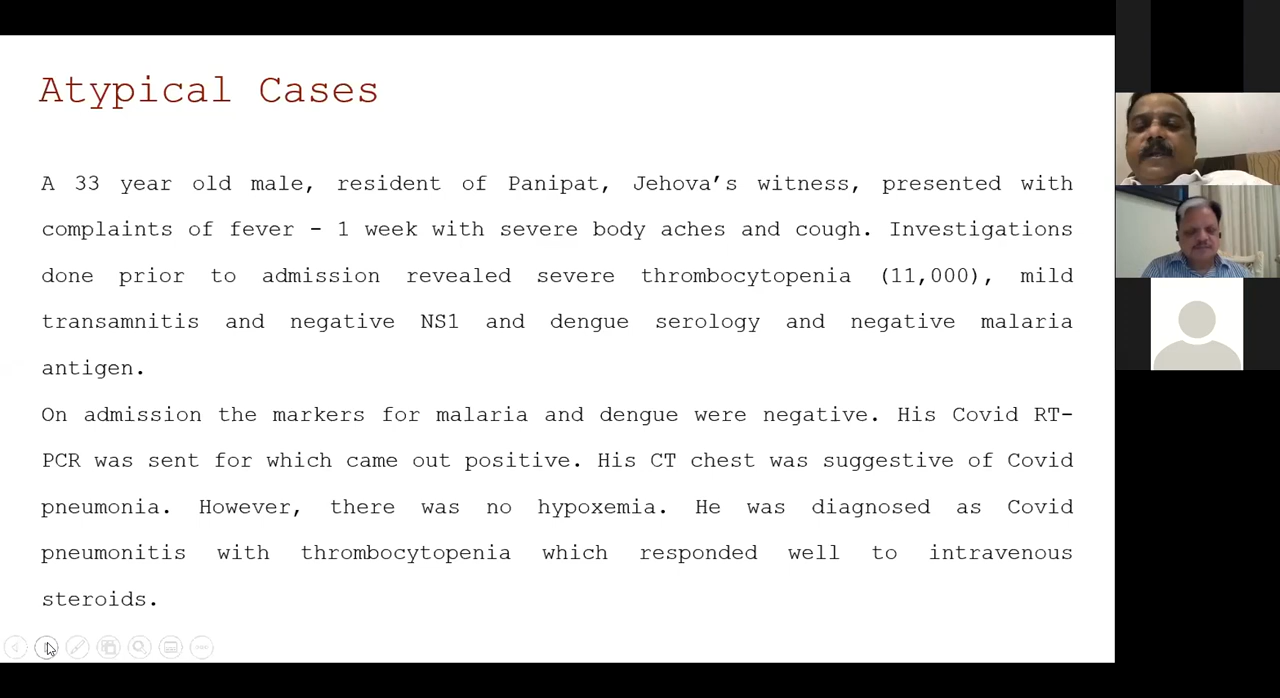 Atypical Cases
A 33 year old male, resident of Panipat, Jehova’s witness, presented with
complaints of fever - 1 week with severe body aches and cough. Investigations
done prior to admission revealed severe thrombocytopenia (11,000), mild
transamnitis and negative NS1 and dengue serology and negative malaria
antigen.
On admission the markers for malaria and dengue were negative. His Covid RT-
PCR was sent for which came out positive. His CT chest was suggestive of Covid
pneumonia. However, there was no hypoxemia. He was diagnosed as Covid
pneumonitis with thrombocytopenia which responded well to intravenous
steroids.